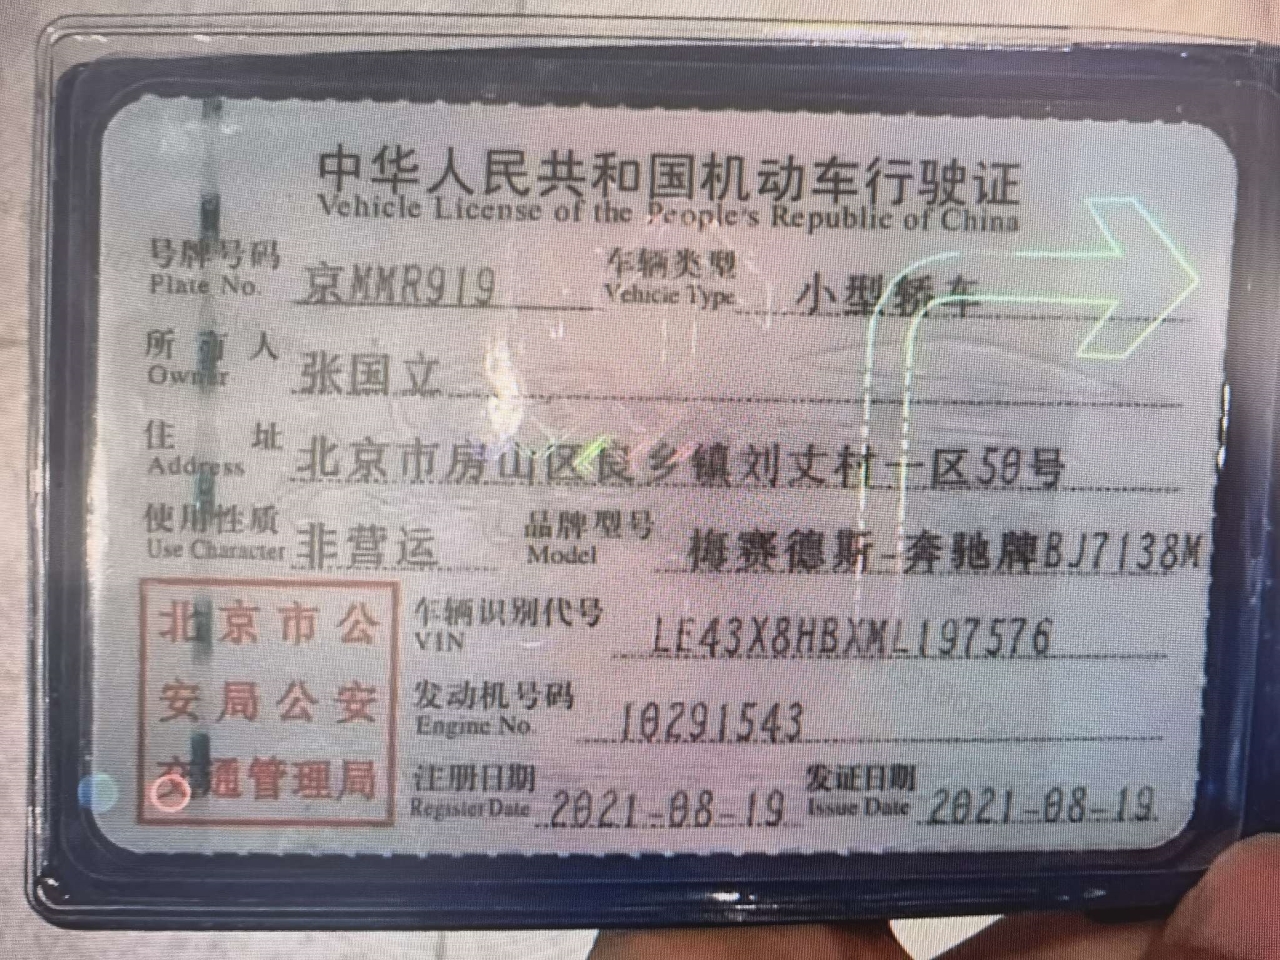 中华人民共和国机动车行驶证
Vehicle License of the People's Republic of China
号牌号码 京MMR919 车辆类型 小型轿车
Plate No. Vehicle Type
所有人 张国立
Owner
住址 北京市房山区良乡镇刘丈村一区50号
Address
使用性质 非营运 品牌型号 梅赛德斯-奔驰牌BJ7138M
Use Character Model
北京市公
安局公安
交通管理局
车辆识别代号 LE43X8HBXML197576
VIN
发动机号码 10291543
Engine No.
注册日期 2021-08-19 发证日期 2021-08-19
Register Date Issue Date